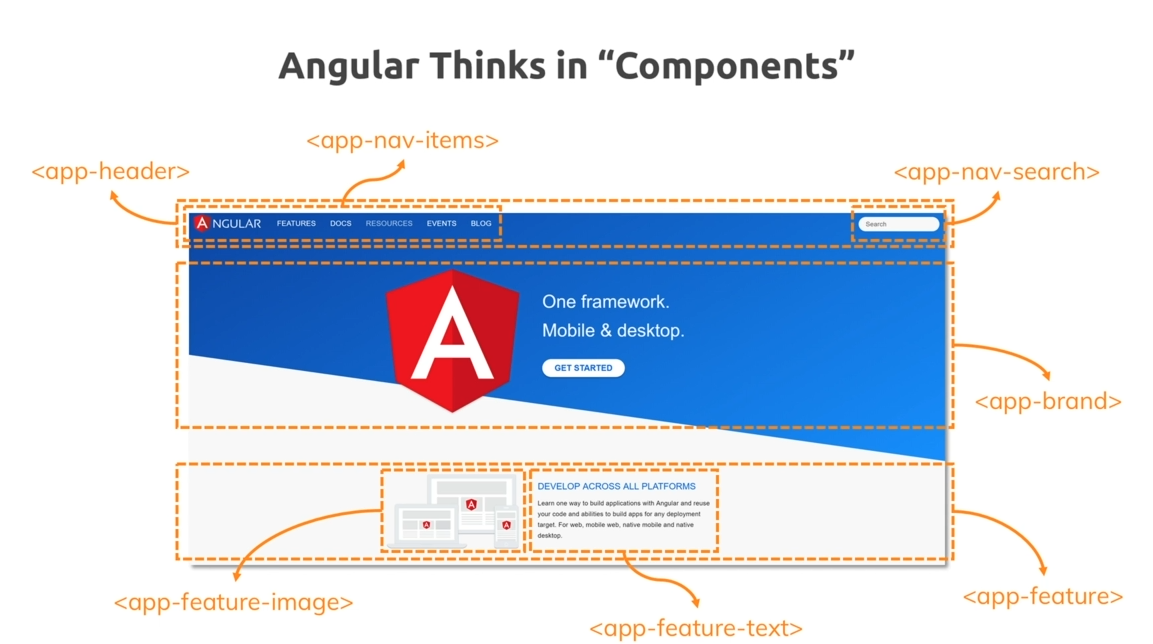 Angular Thinks in “Components”
<app-nav-items>
<app-header>
<app-nav-search>
NGULAR FEATURES DOCS RESOURCES EVENTS BLOG Search
One framework.
Mobile & desktop.
GET STARTED
<app-brand>
DEVELOP ACROSS ALL PLATFORMS
Learn one way to build applications with Angular and reuse
your code and abilities to build apps for any deployment
target. For web, mobile web, native mobile and native
desktop.
<app-feature-image>
<app-feature>
<app-feature-text>